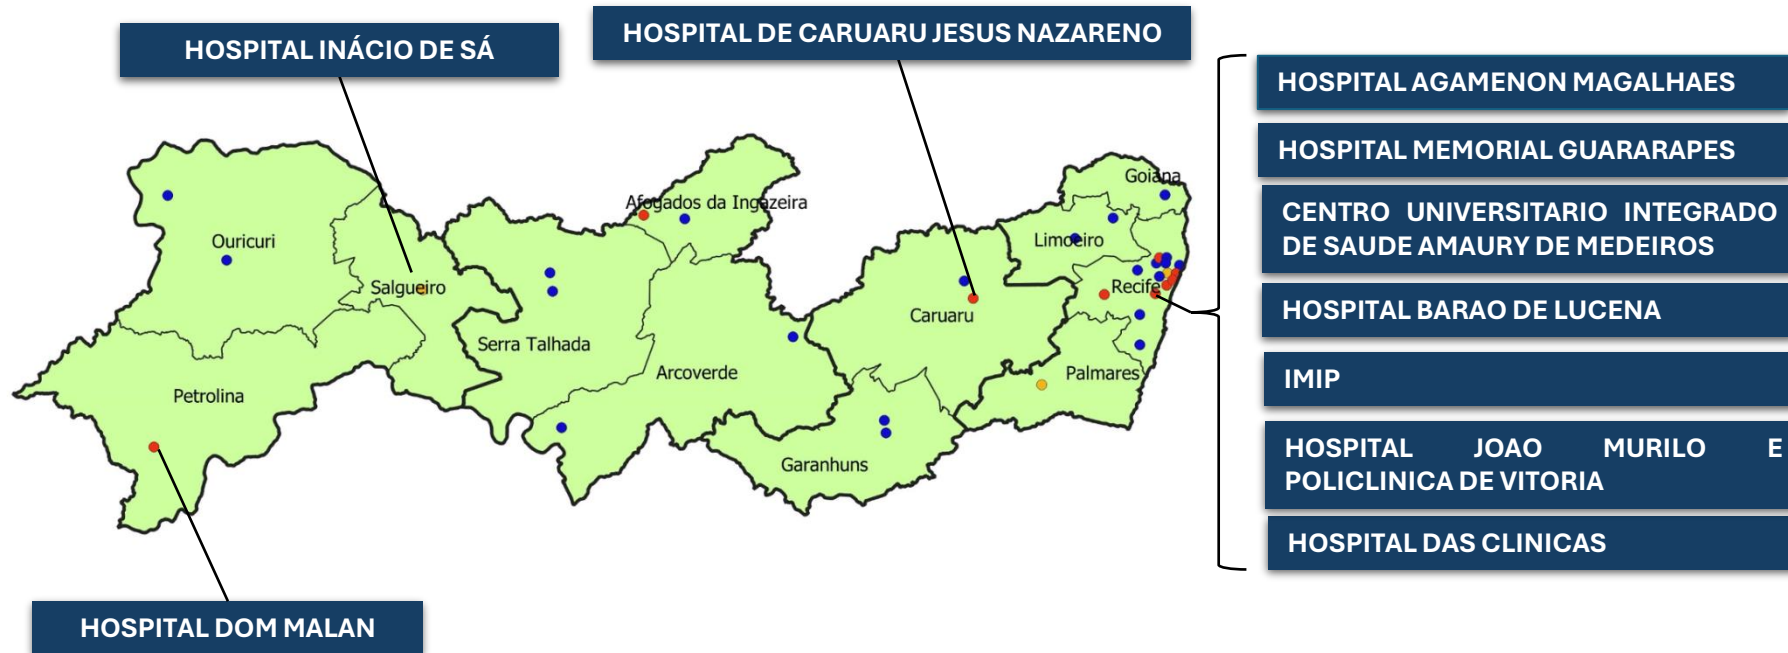 HOSPITAL INÁCIO DE SÁ
HOSPITAL DE CARUARU JESUS NAZARENO
HOSPITAL AGAMENON MAGALHAES
HOSPITAL MEMORIAL GUARARAPES
CENTRO UNIVERSITARIO INTEGRADO
DE SAUDE AMAURY DE MEDEIROS
HOSPITAL BARAO DE LUCENA
IMIP
HOSPITAL JOAO MURILO E
POLICLINICA DE VITORIA
HOSPITAL DAS CLINICAS
Goiana
Afogados da Ingazeira
Ouricuri
Limoeiro
Salgueiro
Recife
Caruaru
Serra Talhada
Arcoverde
Palmares
Petrolina
Garanhuns
HOSPITAL DOM MALAN